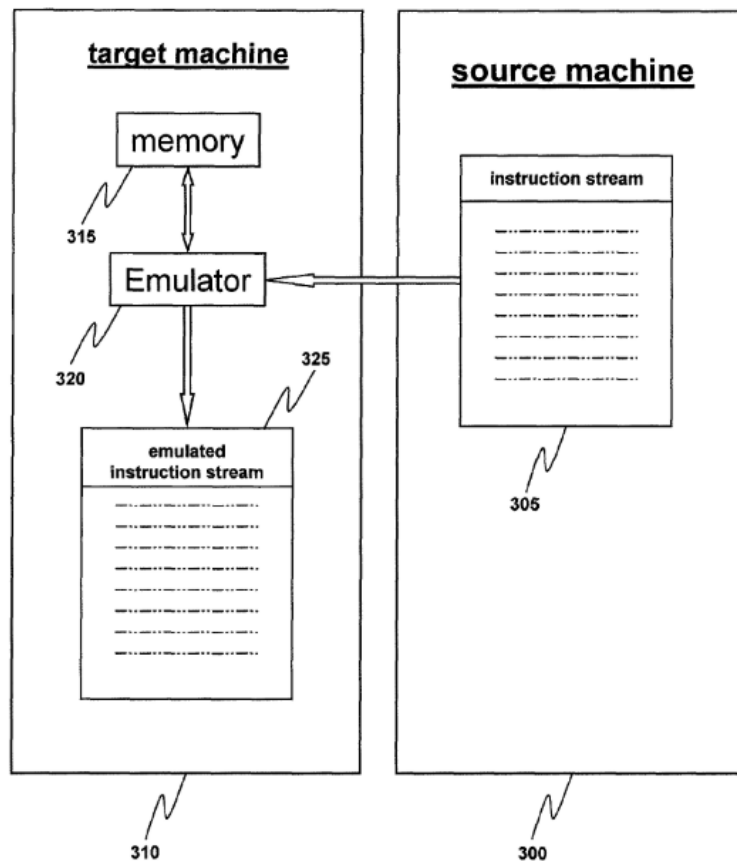 target machine
memory
315
Emulator
320
325
emulated
instruction stream
310
source machine
instruction stream
305
300